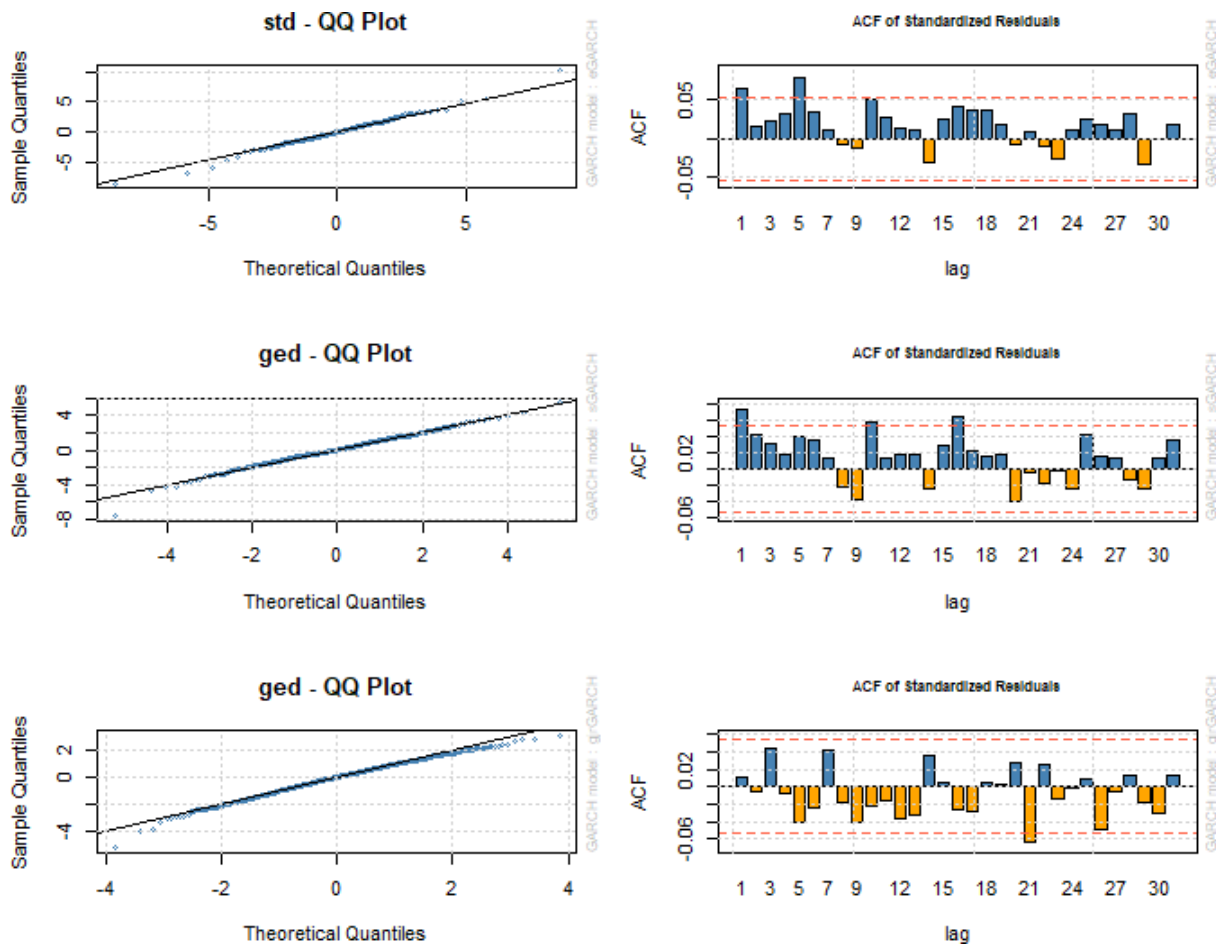 std - QQ Plot
Sample Quantiles
5
0
-5
-5
0
5
Theoretical Quantiles
GARCH model : eGARCH
ACF of Standardized Residuals
ACF
0.05
-0.05
1 3 5 7 9 12 15 18 21 24 27 30
lag
GARCH model : eGARCH
ged - QQ Plot
Sample Quantiles
4
0
-4
-8
-4 -2 0 2 4
Theoretical Quantiles
GARCH model : sGARCH
ACF of Standardized Residuals
ACF
0.02
-0.06
1 3 5 7 9 12 15 18 21 24 27 30
lag
GARCH model : sGARCH
ged - QQ Plot
Sample Quantiles
2
0
-4
-4 -2 0 2 4
Theoretical Quantiles
GARCH model : gjrGARCH
ACF of Standardized Residuals
ACF
0.02
-0.06
1 3 5 7 9 12 15 18 21 24 27 30
lag
GARCH model : gjrGARCH